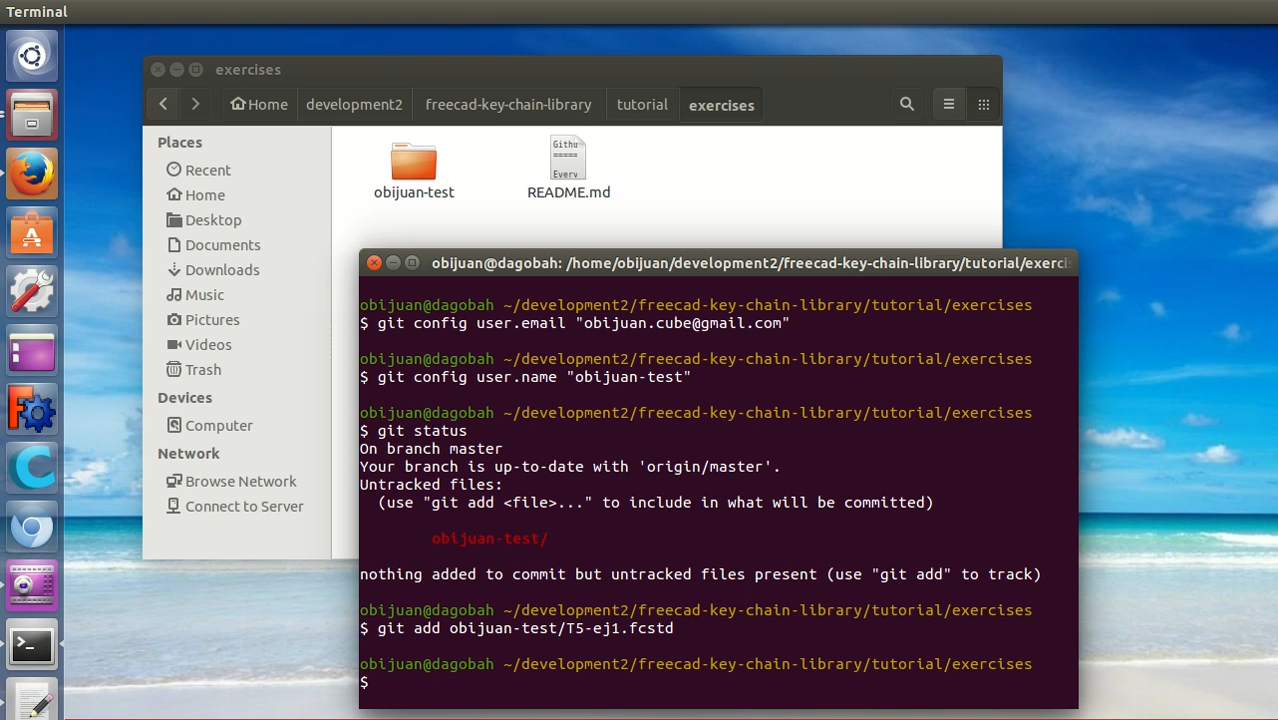 Terminal
exercises
Home development2 freecad-key-chain-library tutorial exercises
Places
Recent
Home
Desktop
Documents
Downloads
Music
Pictures
Videos
Trash
Devices
Computer
Network
Browse Network
Connect to Server
Githu
=====
Every
obijuan-test
README.md
obijuan@dagobah: /home/obijuan/development2/freecad-key-chain-library/tutorial/exercis
obijuan@dagobah ~/development2/freecad-key-chain-library/tutorial/exercises
$ git config user.email "obijuan.cube@gmail.com"
obijuan@dagobah ~/development2/freecad-key-chain-library/tutorial/exercises
$ git config user.name "obijuan-test"
obijuan@dagobah ~/development2/freecad-key-chain-library/tutorial/exercises
$ git status
On branch master
Your branch is up-to-date with 'origin/master'.
Untracked files:
  (use "git add <file>..." to include in what will be committed)
        obijuan-test/
nothing added to commit but untracked files present (use "git add" to track)
obijuan@dagobah ~/development2/freecad-key-chain-library/tutorial/exercises
$ git add obijuan-test/T5-ej1.fcstd
obijuan@dagobah ~/development2/freecad-key-chain-library/tutorial/exercises
$